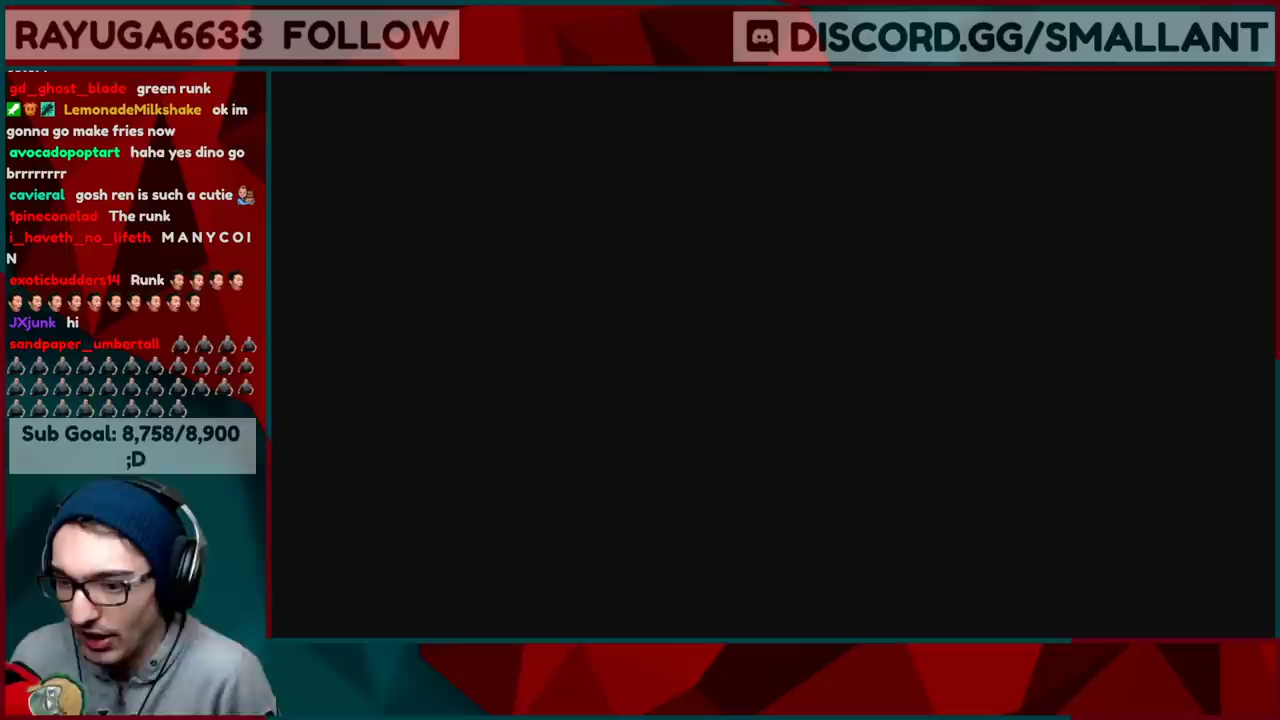 RAYUGA6633 FOLLOW
DISCORD.GG/SMALLANT
gd_ghost_blade green runk
LemonadeMilkshake ok im
gonna go make fries now
avocadopoptart haha yes dino go
brrrrrrrr
cavieral gosh ren is such a cutie
1pineconelad The runk
i_haveth_no_lifeth M A N Y C O I
N
exoticbudders14 Runk
JXjunk hi
sandpaper_umbertall
Sub Goal: 8,758/8,900
;D